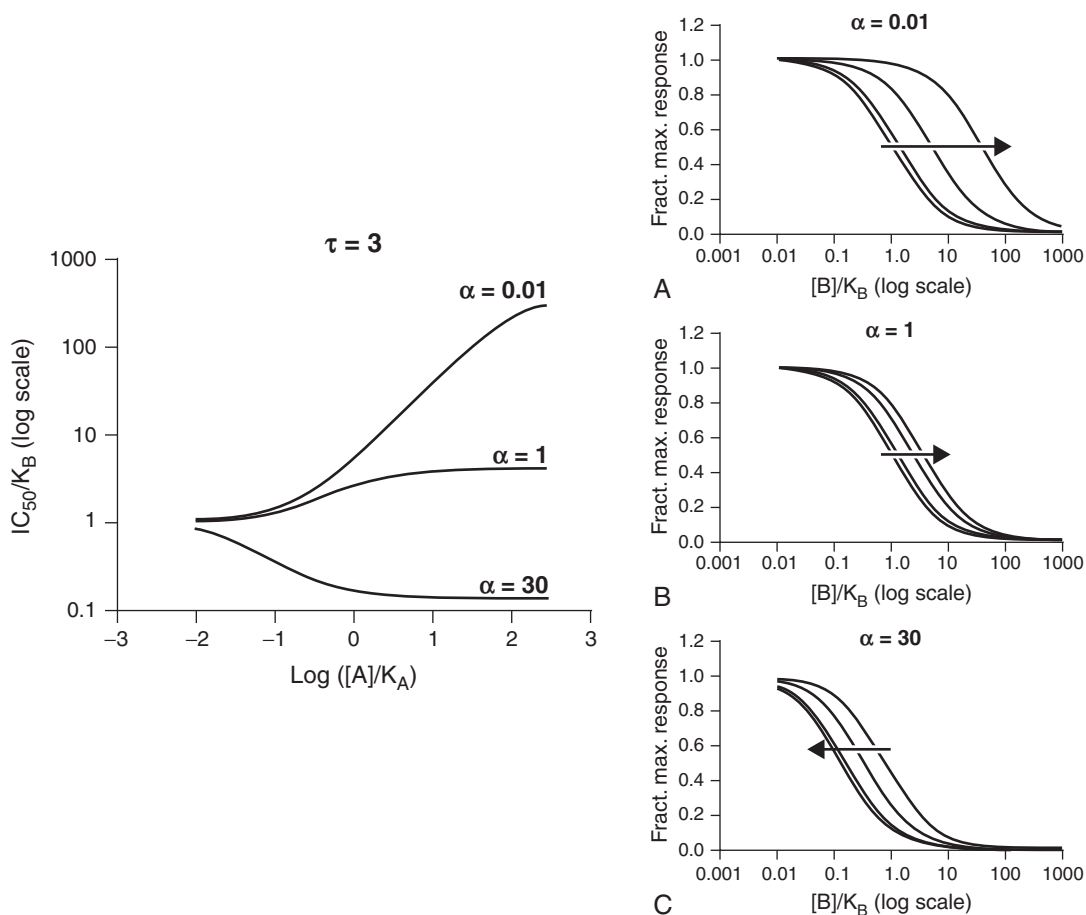 τ = 3
IC50/KB (log scale)
1000
100
10
1
0.1
α = 0.01
α = 1
α = 30
−3
−2
−1
0
1
2
3
Log ([A]/KA)
α = 0.01
Fract. max. response
1.2
1.0
0.8
0.6
0.4
0.2
0.0
0.001 0.01 0.1 1.0 10 100 1000
A
[B]/KB (log scale)
α = 1
Fract. max. response
1.2
1.0
0.8
0.6
0.4
0.2
0.0
0.001 0.01 0.1 1.0 10 100 1000
B
[B]/KB (log scale)
α = 30
Fract. max. response
1.2
1.0
0.8
0.6
0.4
0.2
0.0
0.001 0.01 0.1 1.0 10 100 1000
C
[B]/KB (log scale)